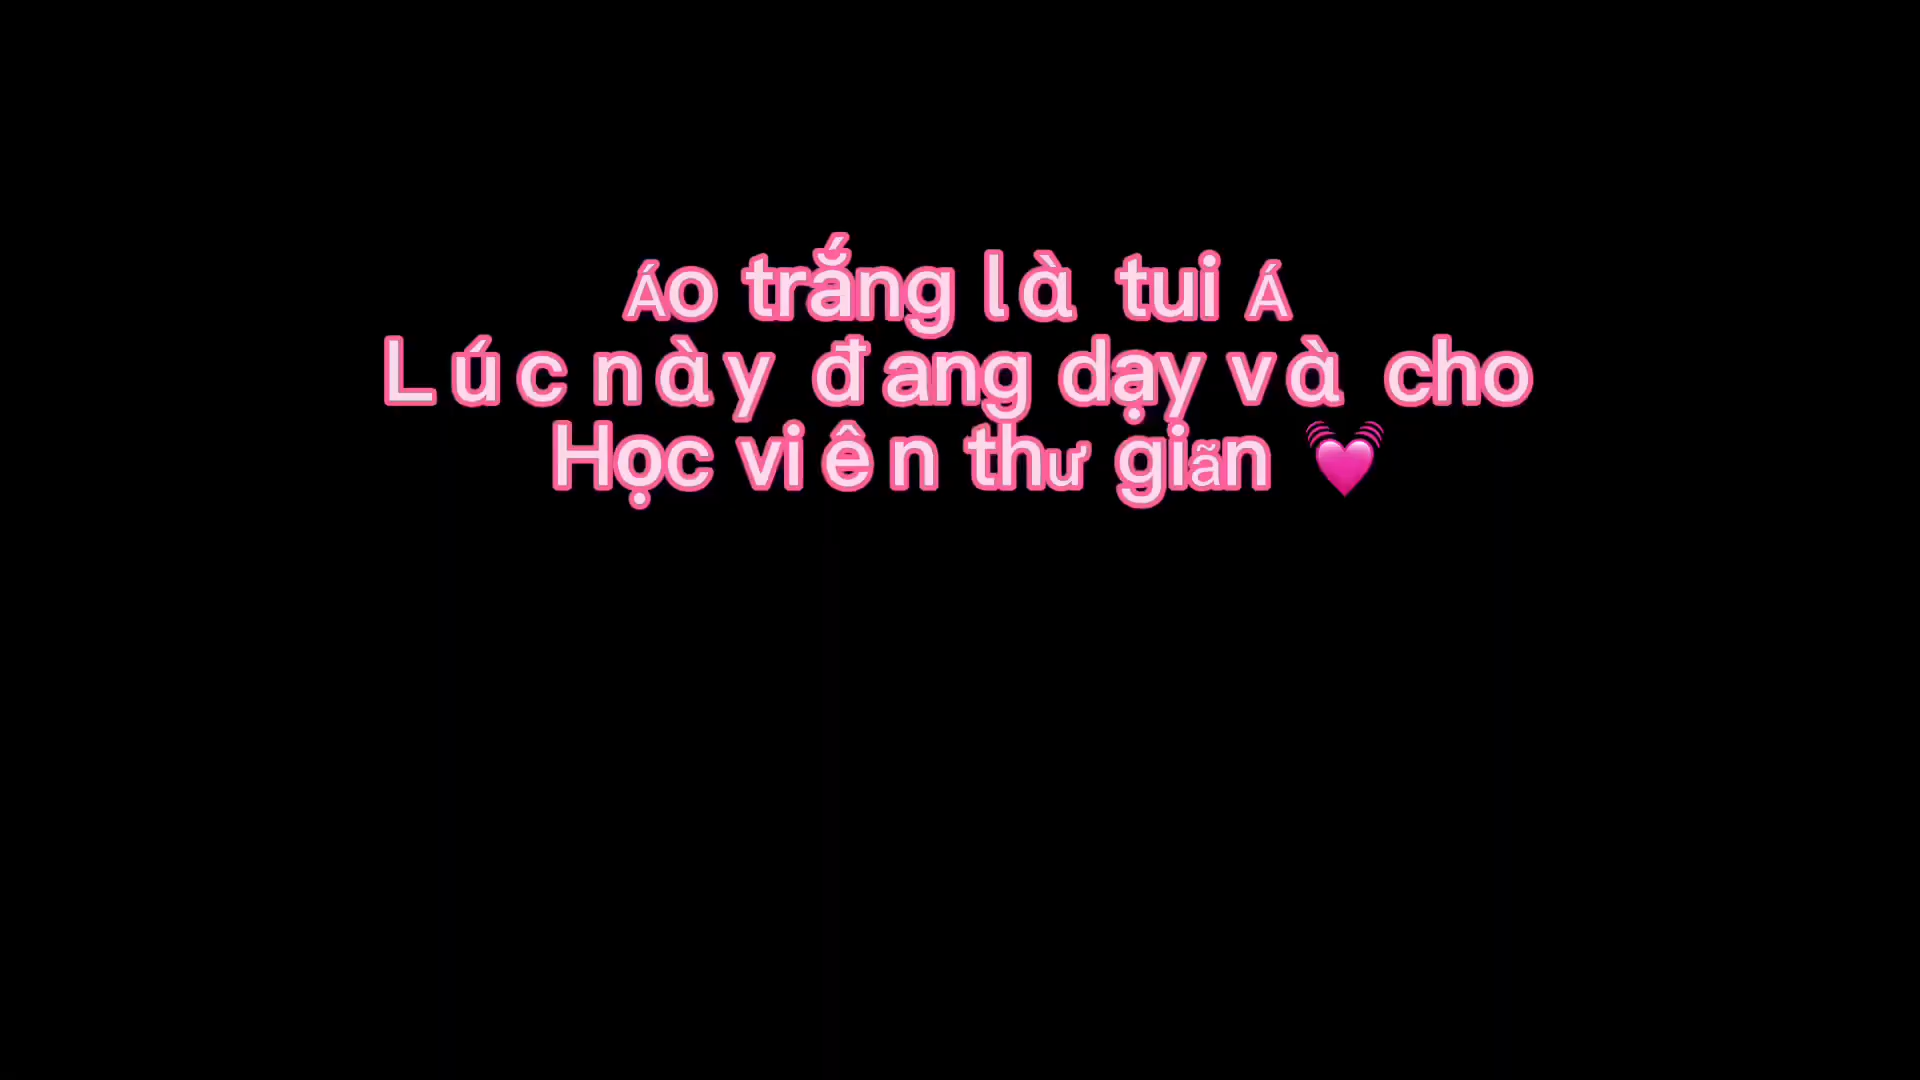 Áo trắng là tui Á
Lúc này đang dạy và cho
Học viên thư giãn 💓